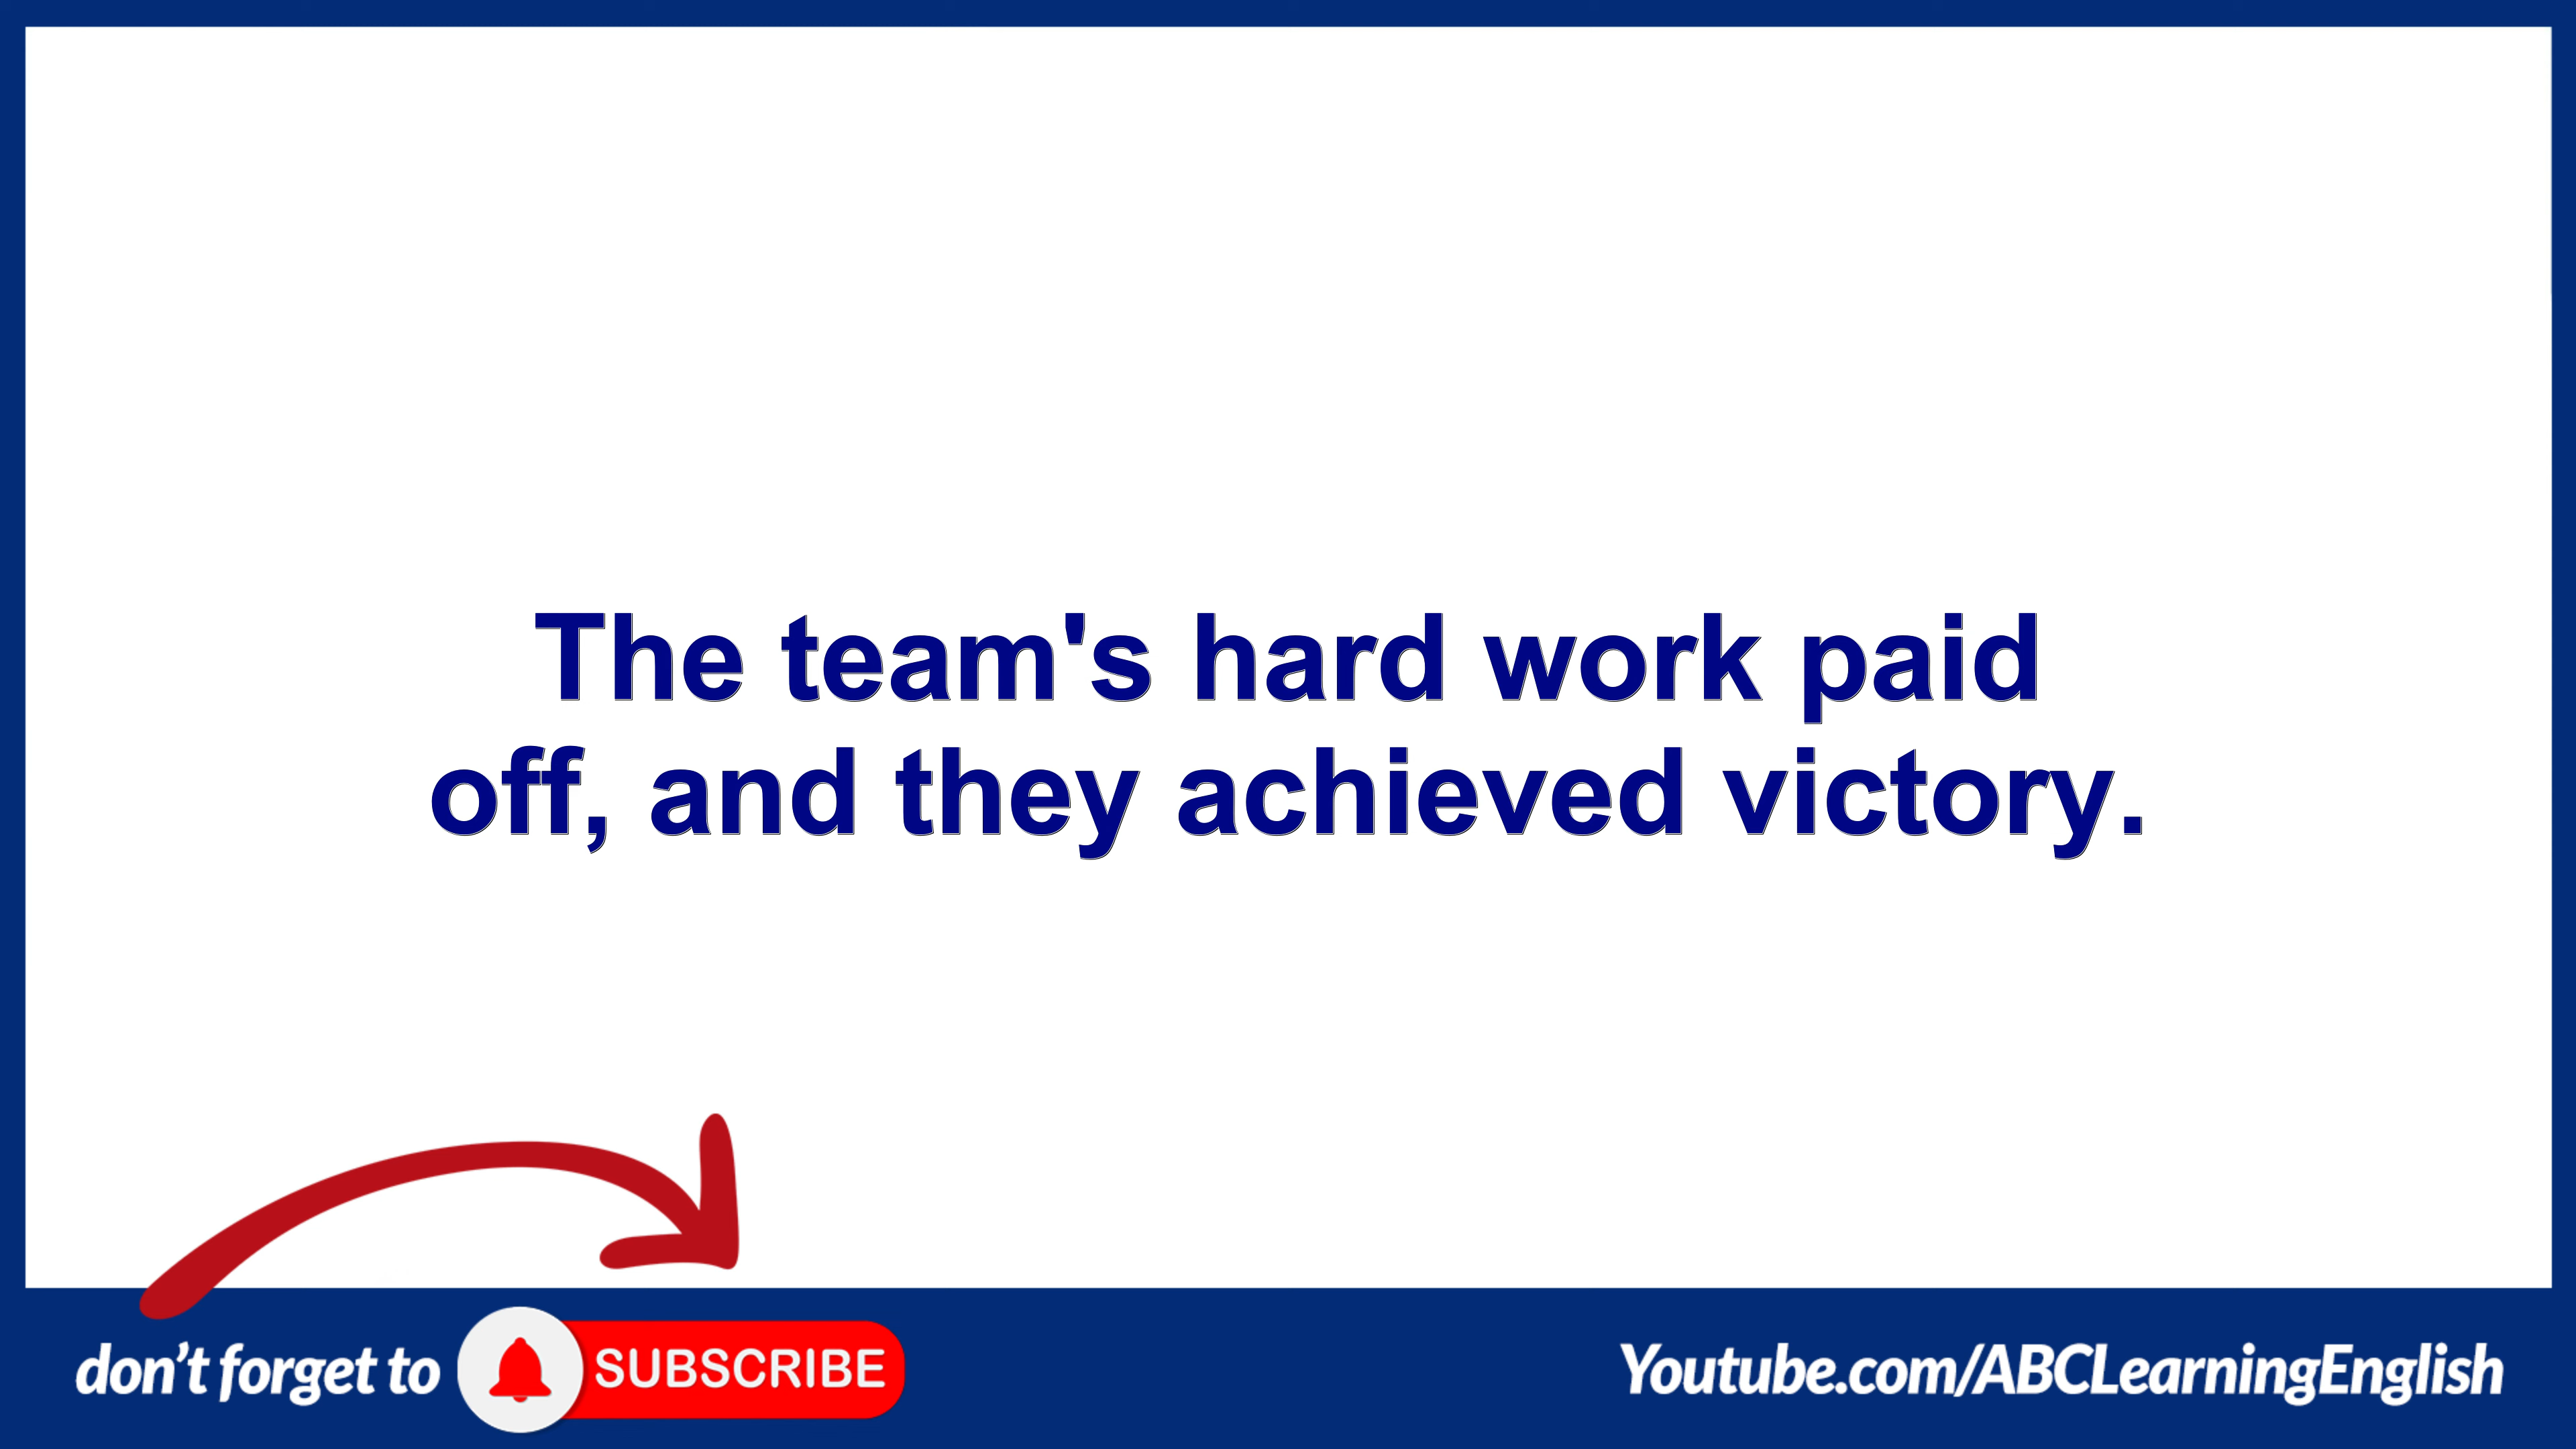 The team's hard work paid
off, and they achieved victory.
don't forget to SUBSCRIBE
Youtube.com/ABCLearningEnglish